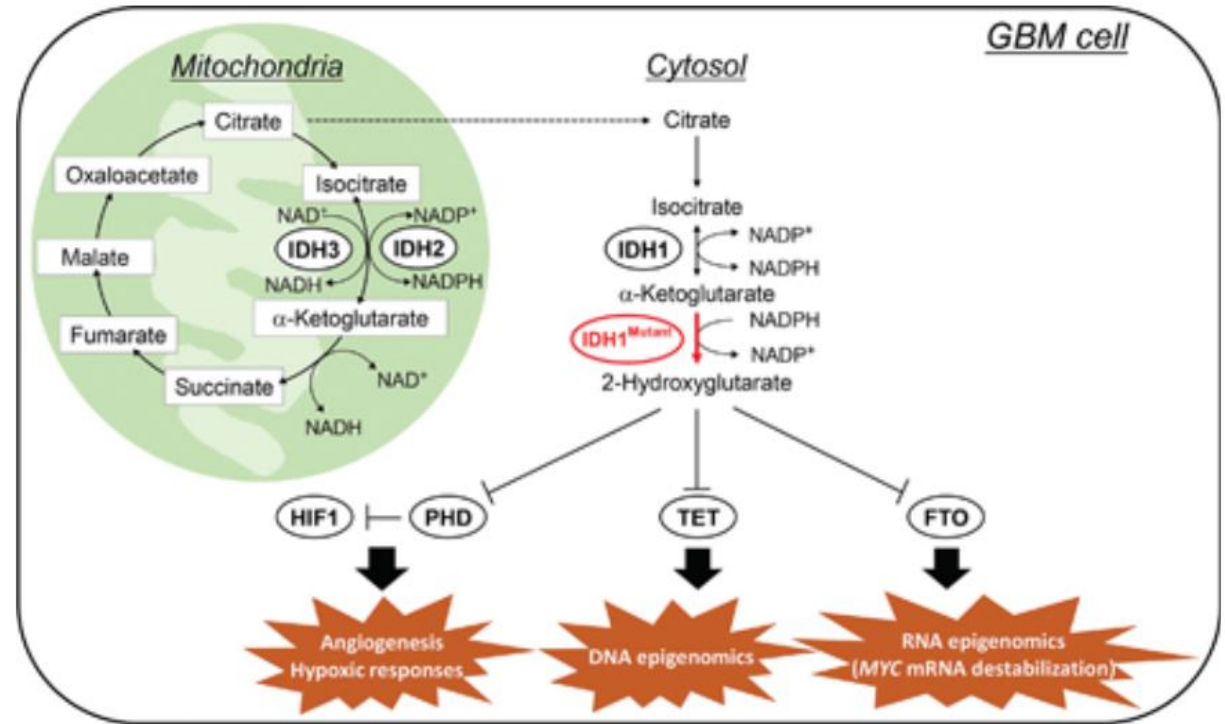 GBM cell
Mitochondria
Cytosol
Citrate
Citrate
Oxaloacetate
Isocitrate
Isocitrate
NAD⁺
NADP⁺
NADP⁺
Malate
IDH3
IDH2
IDH1
NADH
NADPH
NADPH
α-Ketoglutarate
α-Ketoglutarate
Fumarate
IDH1Mutant
NADPH
NADP⁺
Succinate
NAD⁺
2-Hydroxyglutarate
NADH
HIF1
PHD
TET
FTO
Angiogenesis
Hypoxic responses
DNA epigenomics
RNA epigenomics
(MYC mRNA destabilization)